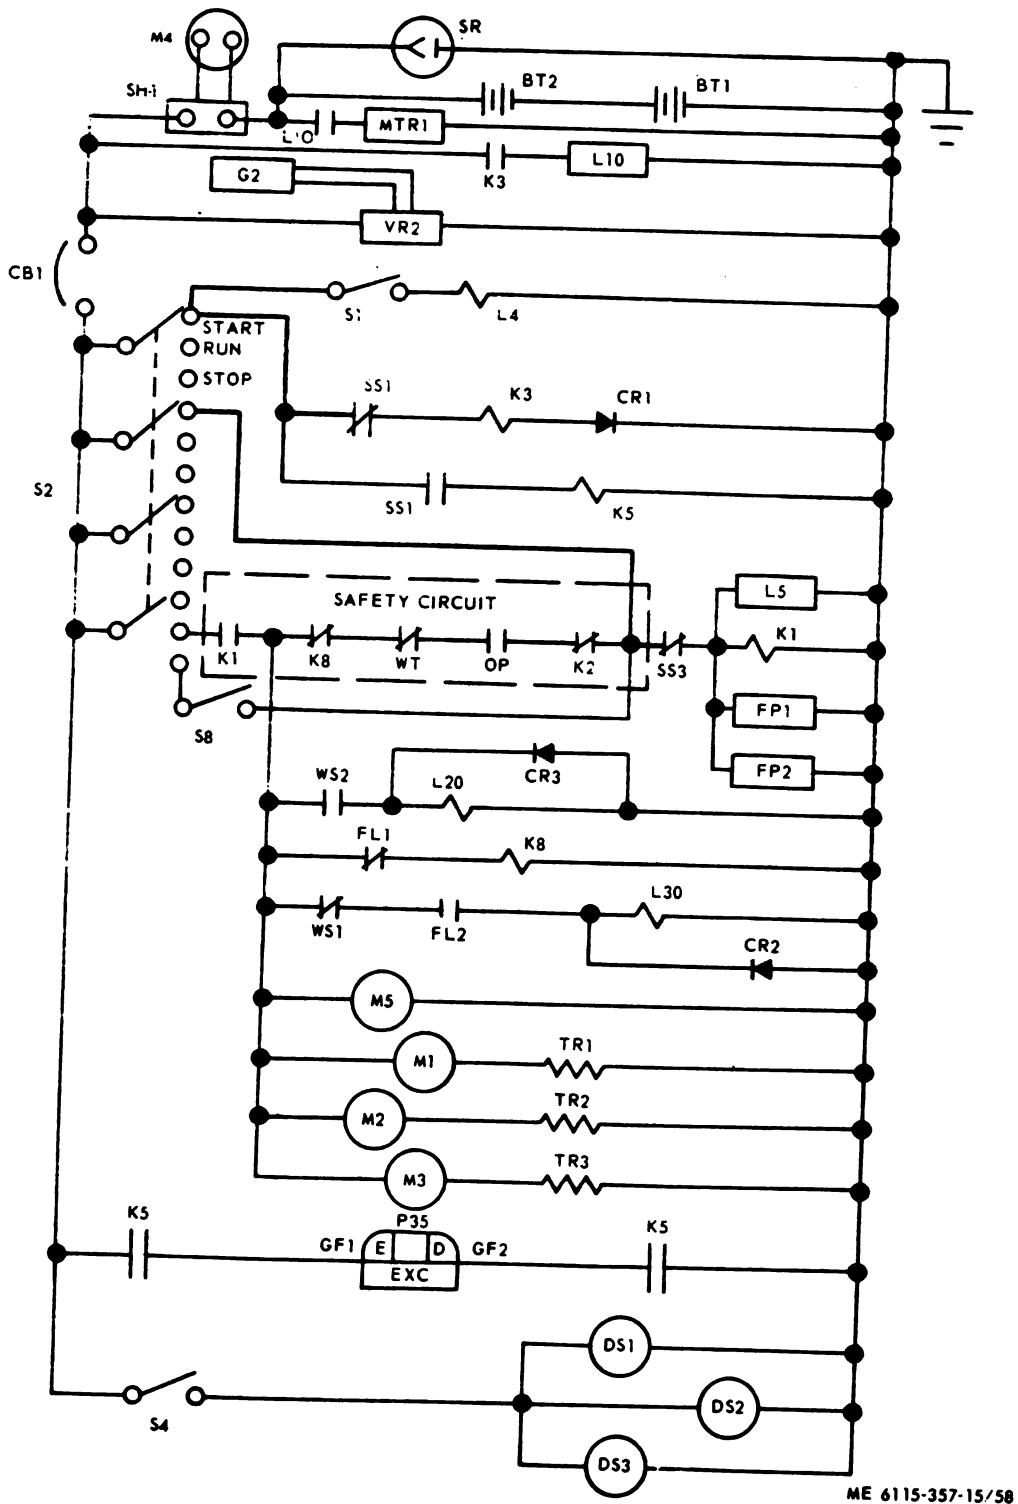 M4
SR
SH-1
BT2
BT1
L10
MTR1
K3
L10
G2
VR2
CB1
S1
L4
START
RUN
STOP
SS1
K3
CR1
S2
SS1
K5
SAFETY CIRCUIT
L5
K1
K8
WT
OP
K2
SS3
K1
FP1
FP2
S8
WS2
L20
CR3
FL1
K8
WS1
FL2
L30
CR2
M5
M1
TR1
M2
TR2
M3
TR3
K5
GF1
P35
E
D
EXC
GF2
K5
DS1
S4
DS2
DS3
ME 6115-357-15/58